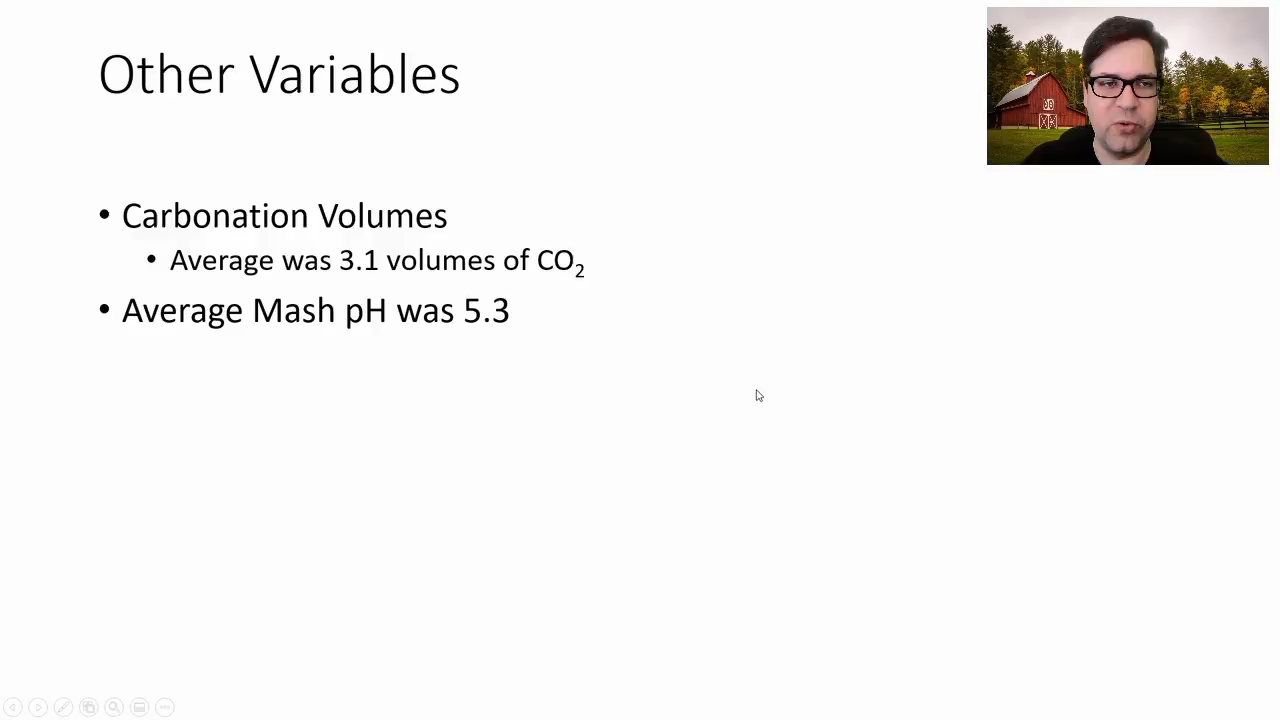 Other Variables
• Carbonation Volumes
• Average was 3.1 volumes of CO₂
• Average Mash pH was 5.3